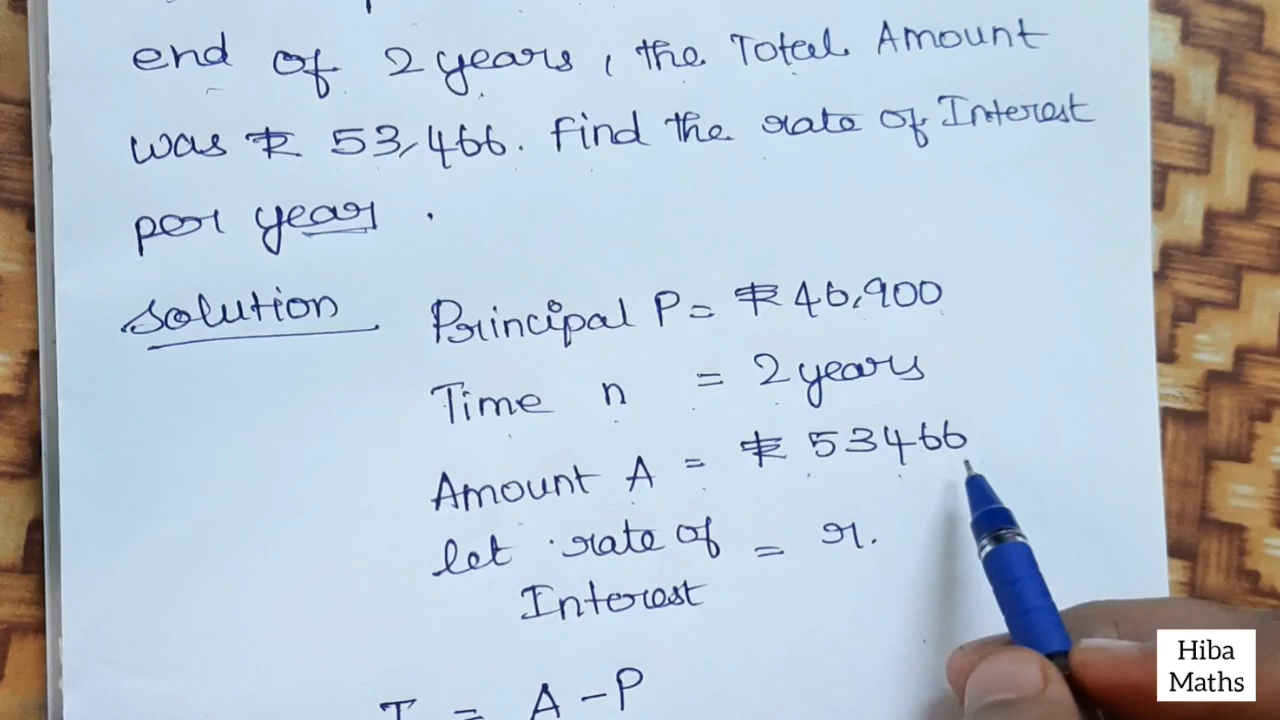 end of 2 years, the Total Amount
was ₹ 53,466. Find the rate of Interest
per year.
Solution Principal P = ₹ 46,900
Time n = 2 years
Amount A = ₹ 53466
let rate of = r.
Interest
I = A - P
Hiba
Maths